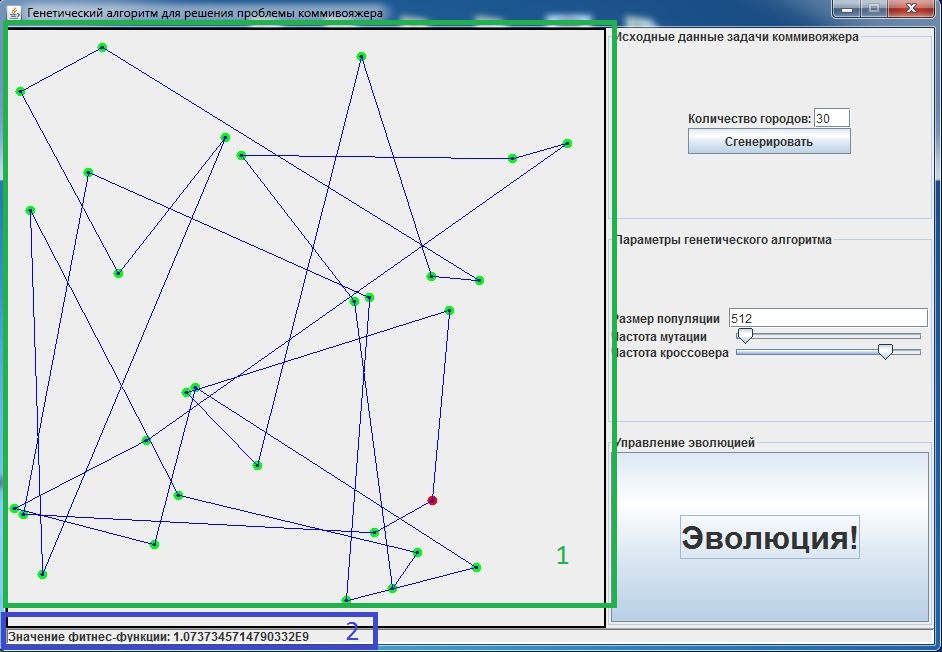 Генетический алгоритм для решения проблемы коммивояжера
Исходные данные задачи коммивояжера
Количество городов: 30
Сгенерировать
Параметры генетического алгоритма
Размер популяции 512
Частота мутации
Частота кроссовера
Управление эволюцией
Эволюция!
1
Значение фитнес-функции: 1.0737345714790332E9
2